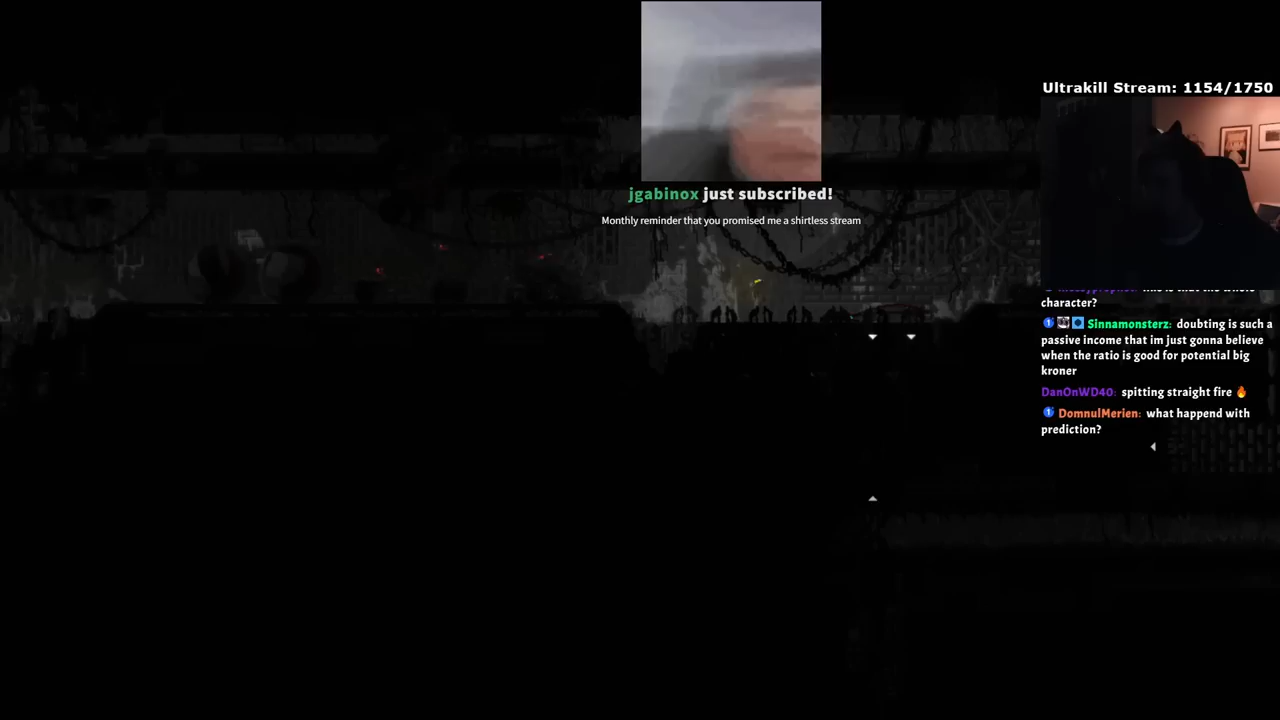 Ultrakill Stream: 1154/1750
jgabinox just subscribed!
Monthly reminder that you promised me a shirtless stream
character?
Sinnamonsterz: doubting is such a
passive income that im just gonna believe
when the ratio is good for potential big
kroner
DanOnWD40: spitting straight fire 🔥
DomnulMerien: what happend with
prediction?